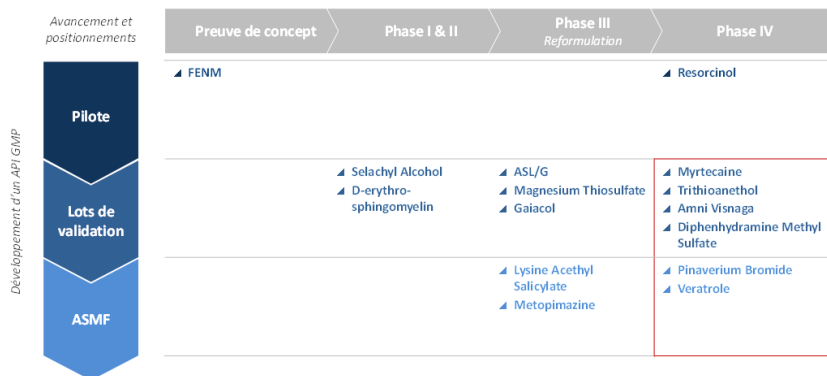 Avancement et
positionnements
Preuve de concept
Phase I & II
Phase III
Reformulation
Phase IV
Développement d'un API GMP
Pilote
FENM
Resorcinol
Lots de
validation
Selachyl Alcohol
D-erythro-
sphingomyelin
ASL/G
Magnesium Thiosulfate
Gaiacol
Myrtecaine
Trithioanethol
Amni Visnaga
Diphenhydramine Methyl
Sulfate
ASMF
Lysine Acethyl
Salicylate
Metopimazine
Pinaverium Bromide
Veratrole